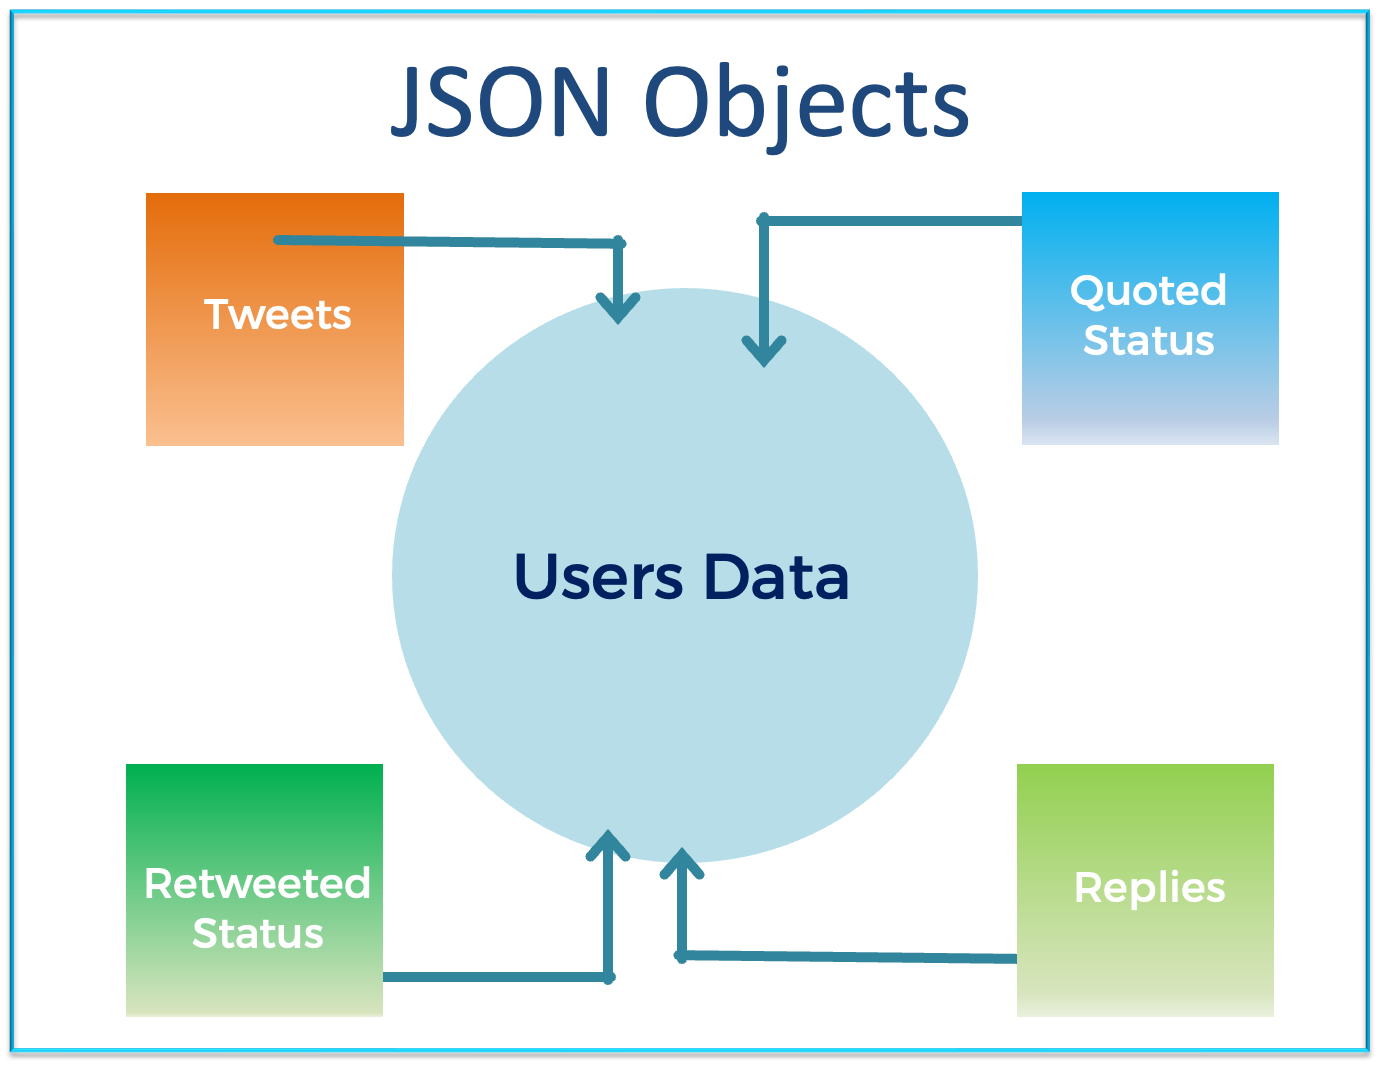 JSON Objects
Tweets
Quoted
Status
Users Data
Retweeted
Status
Replies